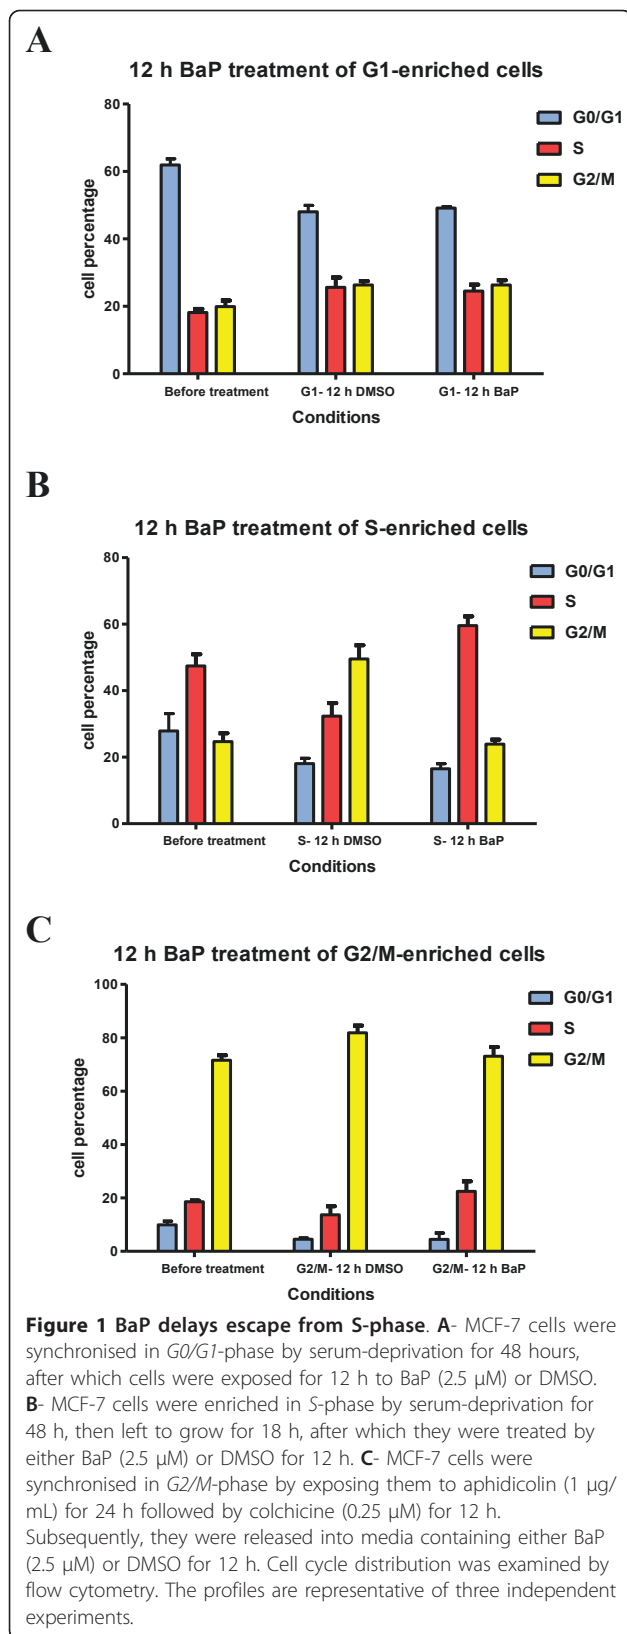 A
12 h BaP treatment of G1-enriched cells
80
60
40
20
0
cell percentage
G0/G1
S
G2/M
Before treatment
G1- 12 h DMSO
G1- 12 h BaP
Conditions
B
12 h BaP treatment of S-enriched cells
80
60
40
20
0
cell percentage
G0/G1
S
G2/M
Before treatment
S- 12 h DMSO
S- 12 h BaP
Conditions
C
12 h BaP treatment of G2/M-enriched cells
100
80
60
40
20
0
cell percentage
G0/G1
S
G2/M
Before treatment
G2/M- 12 h DMSO
G2/M- 12 h BaP
Conditions
Figure 1 BaP delays escape from S-phase. A- MCF-7 cells were
synchronised in G0/G1-phase by serum-deprivation for 48 hours,
after which cells were exposed for 12 h to BaP (2.5 μM) or DMSO.
B- MCF-7 cells were enriched in S-phase by serum-deprivation for
48 h, then left to grow for 18 h, after which they were treated by
either BaP (2.5 μM) or DMSO for 12 h. C- MCF-7 cells were
synchronised in G2/M-phase by exposing them to aphidicolin (1 μg/
mL) for 24 h followed by colchicine (0.25 μM) for 12 h.
Subsequently, they were released into media containing either BaP
(2.5 μM) or DMSO for 12 h. Cell cycle distribution was examined by
flow cytometry. The profiles are representative of three independent
experiments.